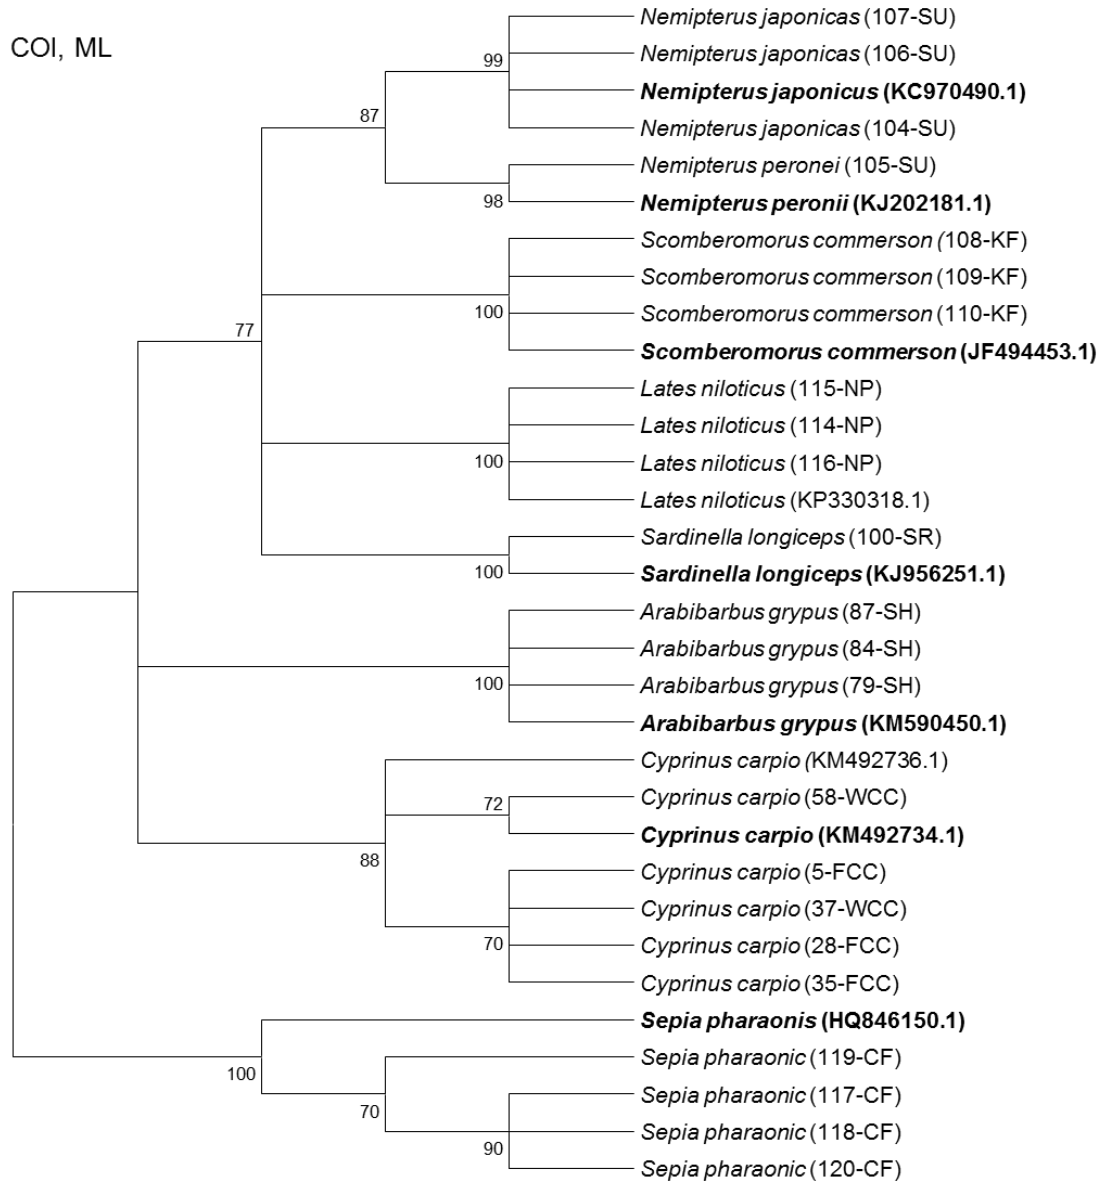 COI, ML
Nemipterus japonicas (107-SU)
Nemipterus japonicas (106-SU)
99
Nemipterus japonicus (KC970490.1)
87
Nemipterus japonicas (104-SU)
Nemipterus peronei (105-SU)
98
Nemipterus peronii (KJ202181.1)
Scomberomorus commerson (108-KF)
Scomberomorus commerson (109-KF)
100
Scomberomorus commerson (110-KF)
77
Scomberomorus commerson (JF494453.1)
Lates niloticus (115-NP)
Lates niloticus (114-NP)
100
Lates niloticus (116-NP)
Lates niloticus (KP330318.1)
Sardinella longiceps (100-SR)
100
Sardinella longiceps (KJ956251.1)
Arabibarbus grypus (87-SH)
Arabibarbus grypus (84-SH)
100
Arabibarbus grypus (79-SH)
Arabibarbus grypus (KM590450.1)
Cyprinus carpio (KM492736.1)
72
Cyprinus carpio (58-WCC)
Cyprinus carpio (KM492734.1)
88
Cyprinus carpio (5-FCC)
Cyprinus carpio (37-WCC)
70
Cyprinus carpio (28-FCC)
Cyprinus carpio (35-FCC)
Sepia pharaonis (HQ846150.1)
100
Sepia pharaonic (119-CF)
70
Sepia pharaonic (117-CF)
Sepia pharaonic (118-CF)
90
Sepia pharaonic (120-CF)